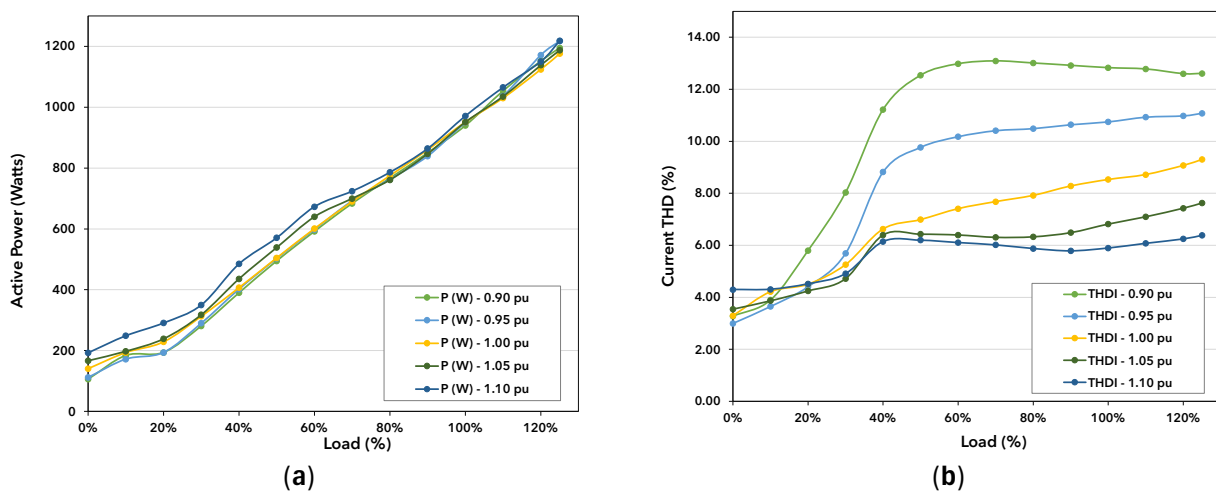 1200
1000
800
600
400
200
0
Active Power (Watts)
P (W) - 0.90 pu
P (W) - 0.95 pu
P (W) - 1.00 pu
P (W) - 1.05 pu
P (W) - 1.10 pu
0% 20% 40% 60% 80% 100% 120%
Load (%)
(a)
14.00
12.00
10.00
8.00
6.00
4.00
2.00
0.00
Current THD (%)
THDI - 0.90 pu
THDI - 0.95 pu
THDI - 1.00 pu
THDI - 1.05 pu
THDI - 1.10 pu
0% 20% 40% 60% 80% 100% 120%
Load (%)
(b)